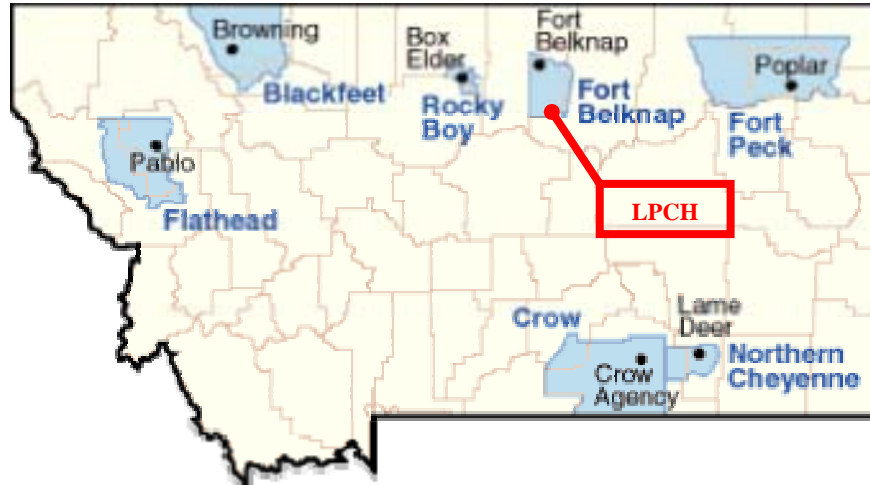 Browning
Blackfeet
Box
Elder
Rocky
Boy
Fort
Belknap
Fort
Belknap
Poplar
Fort
Peck
Pablo
Flathead
LPCH
Crow
Crow
Agency
Lame
Deer
Northern
Cheyenne